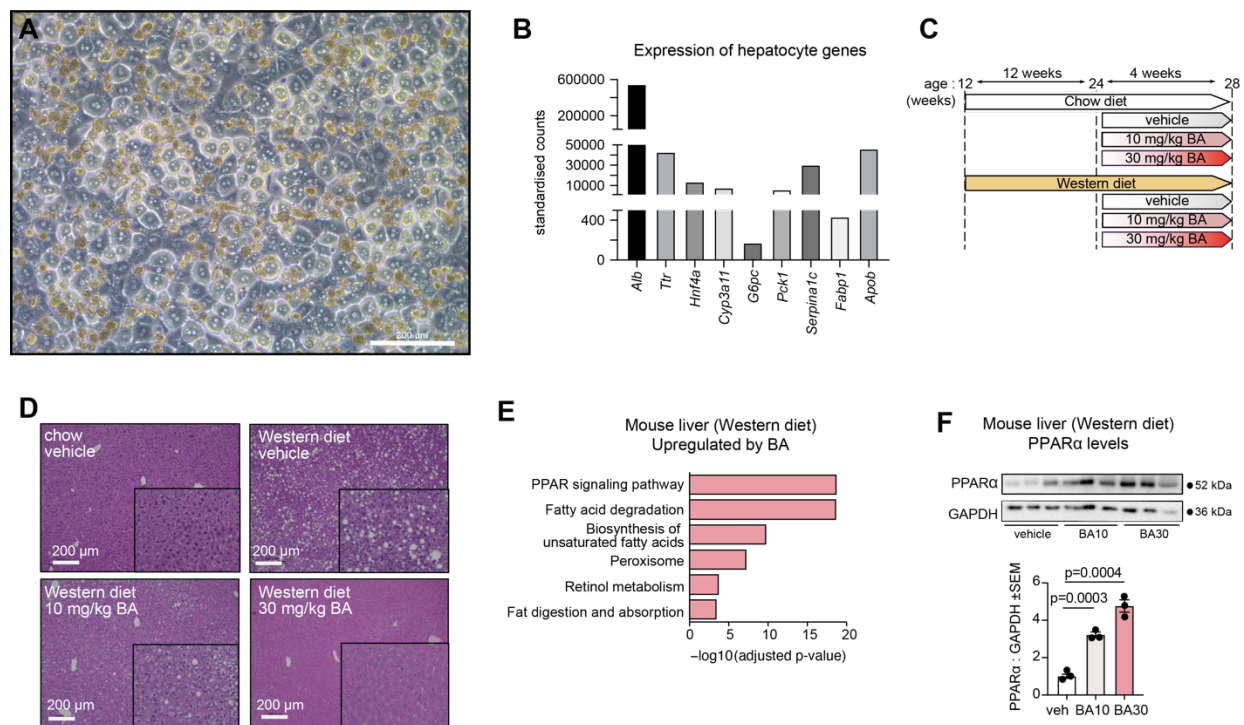 A
200 µm
B
Expression of hepatocyte genes
standardised counts
600000
200000
50000
30000
10000
400
0
Alb
Ttr
Hnf4a
Cyp3a11
G6pc
Pck1
Serpina1c
Fabp1
Apob
C
age : 12
(weeks)
12 weeks
24
4 weeks
28
Chow diet
vehicle
10 mg/kg BA
30 mg/kg BA
Western diet
vehicle
10 mg/kg BA
30 mg/kg BA
D
chow
vehicle
200 µm
Western diet
vehicle
200 µm
Western diet
10 mg/kg BA
200 µm
Western diet
30 mg/kg BA
200 µm
E
Mouse liver (Western diet)
Upregulated by BA
PPAR signaling pathway
Fatty acid degradation
Biosynthesis of
unsaturated fatty acids
Peroxisome
Retinol metabolism
Fat digestion and absorption
0 5 10 15 20
−log10(adjusted p-value)
F
Mouse liver (Western diet)
PPARα levels
PPARα
52 kDa
GAPDH
36 kDa
vehicle BA10 BA30
PPARα : GAPDH ±SEM
p=0.0004
p=0.0003
6
4
2
0
veh BA10 BA30